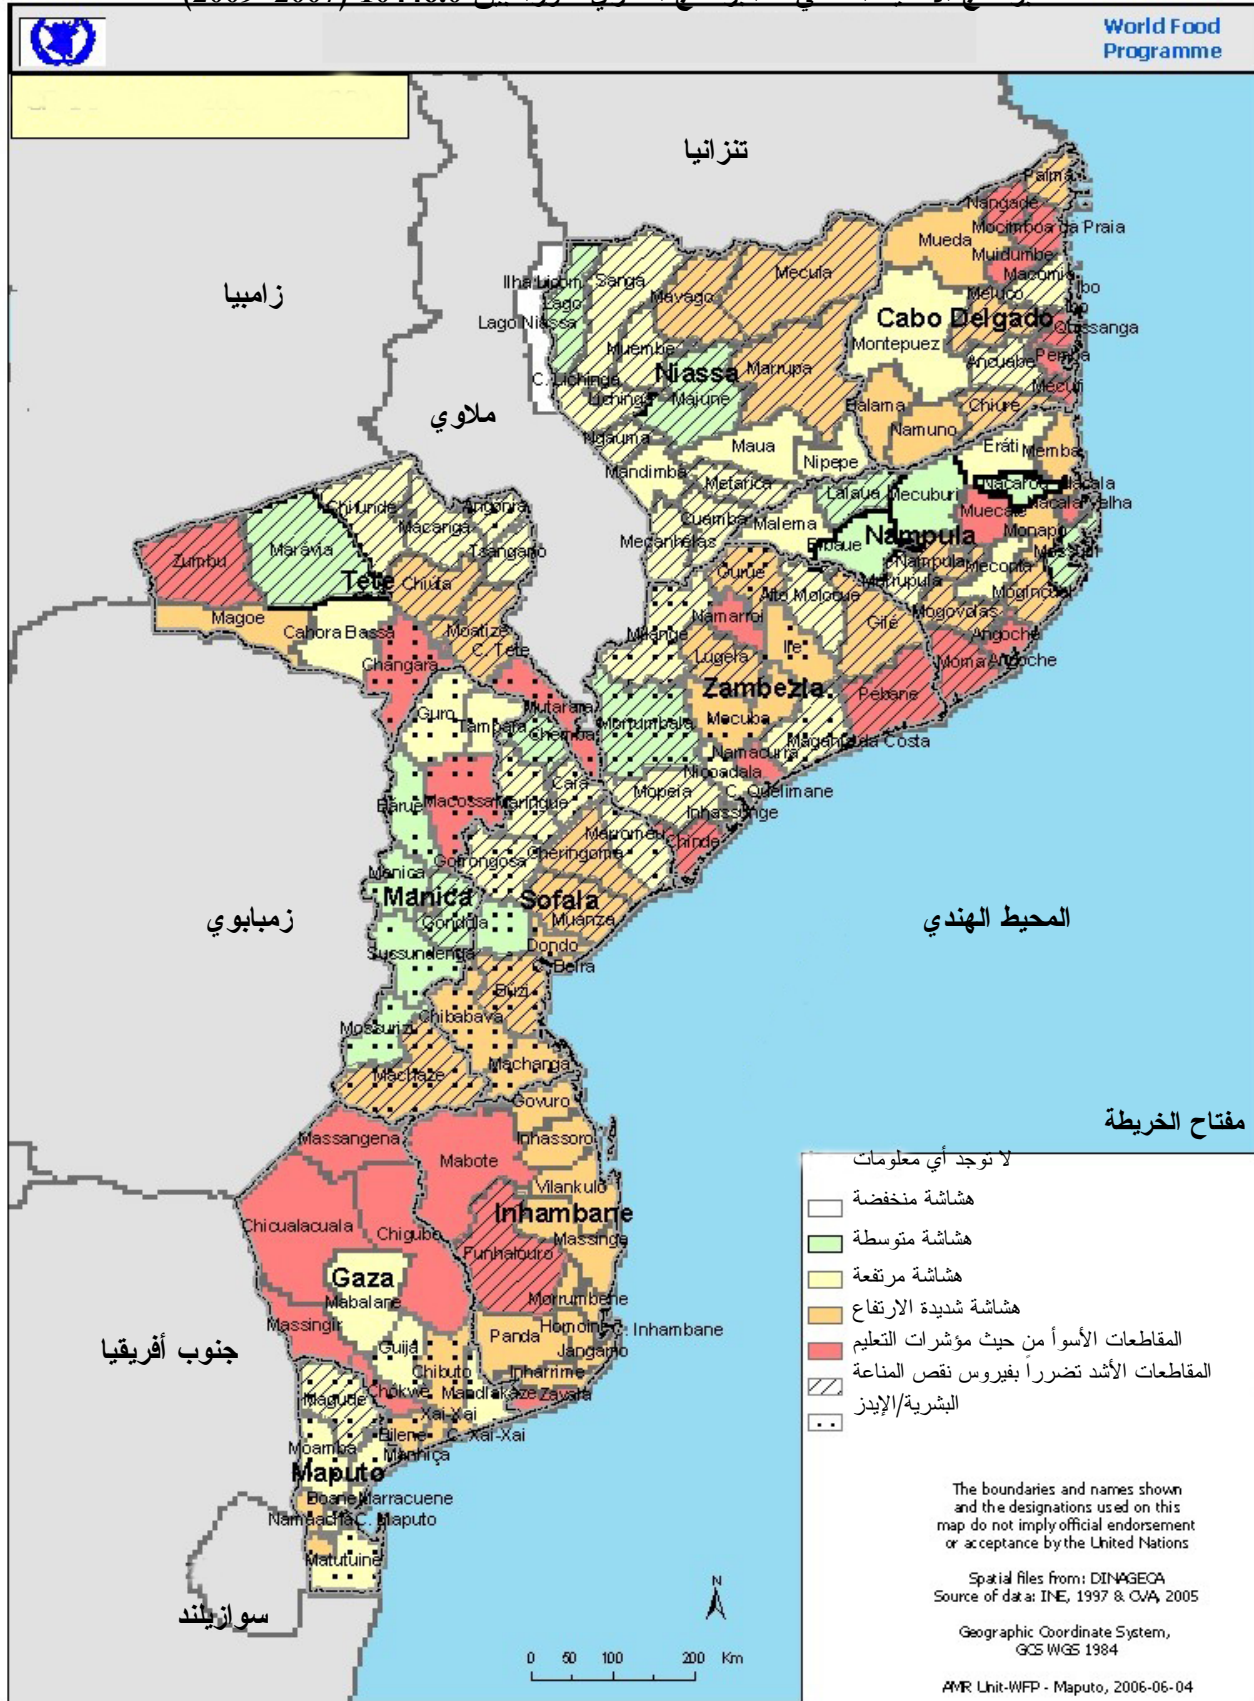 World Food
Programme
تنزانيا
زامبيا
ملاوي
زمبابوي
المحيط الهندي
جنوب أفريقيا
سوازيلند
Palma
Nangade
Mocimboa da Praia
Mueda
Muidumbe
Macomia
Meluco
Ibo
Cabo Delgado
Quissanga
Montepuez
Ancuabe
Pemba
Mecufi
Balama
Chiure
Namuno
Mecula
Sanga
Mavago
Lago
Lago Niassa
Muembe
Niassa
Marrupa
C. Lichinga
Lichinga
Majune
Ngauma
Maua
Nipepe
Mandimba
Metarica
Cuamba
Mecanhelas
Eráti
Memba
Lalaua
Mecuburi
Nacaroa
Nacala
Nacala Velha
Malema
Muecate
Monapo
Ribaue
Nampula
Nampula
Meconta
Murrupula
Mogincual
Mogovolas
Angoche
Moma
Angoche
Chifunde
Macanga
Angonia
Tsangano
Zumbu
Maravia
Tete
Chiuta
Magoe
Cahora Bassa
Moatize
C. Tete
Changara
Mutarara
Gurue
Alto Molocue
Namarroi
Milange
Gilé
Ile
Lugela
Zambezia
Pebane
Morrumbala
Mocuba
Maganja da Costa
Namacurra
Nicoadala
C. Quelimane
Mopeia
Inhassunge
Chinde
Guro
Tambara
Chemba
Caia
Barue
Macossa
Maringue
Marromeu
Gorongosa
Cheringoma
Manica
Manica
Sofala
Gondola
Muanza
Sussundenga
Dondo
C. Beira
Buzi
Chibabava
Mossurizi
Machanga
Machaze
Govuro
Massangena
Inhassoro
Mabote
Vilankulo
Inhambane
Chicualacuala
Chigubo
Massinga
Funhalouro
Gaza
Mabalane
Morrumbene
Massingir
Panda
Homoine
C. Inhambane
Guija
Jangamo
Chibuto
Inharrime
Chokwe
Mandlakaze
Zavala
Magude
Xai-Xai
Bilene
C. Xai-Xai
Moamba
Manhiça
Maputo
Boane
Marracuene
Namaacha
C. Maputo
Matutuine
مفتاح الخريطة
لا توجد أي معلومات
هشاشة منخفضة
هشاشة متوسطة
هشاشة مرتفعة
هشاشة شديدة الارتفاع
المقاطعات الأسوأ من حيث مؤشرات التعليم
المقاطعات الأشد تضرراً بفيروس نقص المناعة
البشرية/الإيدز
The boundaries and names shown
and the designations used on this
map do not imply official endorsement
or acceptance by the United Nations
Spatial files from: DINAGECA
Source of data: INE, 1997 & CVA, 2005
Geographic Coordinate System,
GCS WGS 1984
AMR Unit-WFP - Maputo, 2006-06-04
N
0 50 100 200 Km